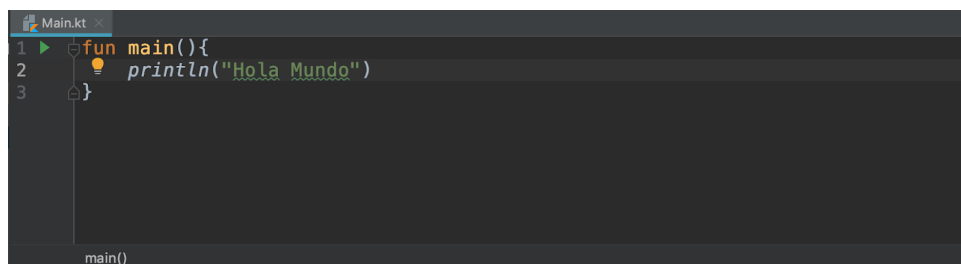 Main.kt
1 fun main(){
2 println("Hola Mundo")
3 }
main()